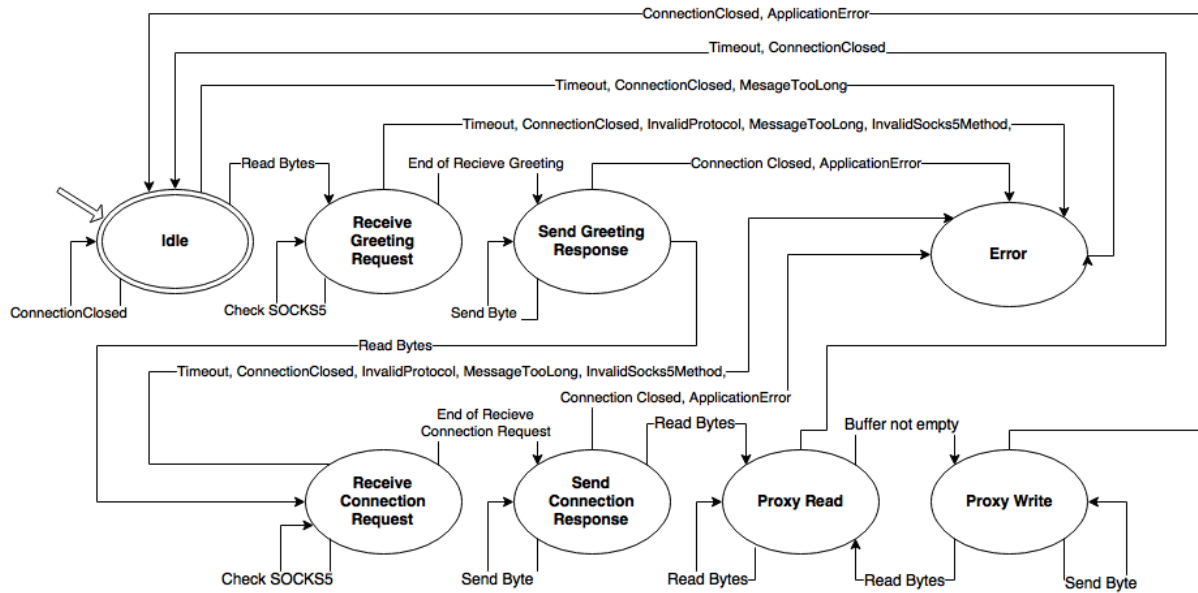 ConnectionClosed, ApplicationError
Timeout, ConnectionClosed
Timeout, ConnectionClosed, MesageTooLong
Timeout, ConnectionClosed, InvalidProtocol, MessageTooLong, InvalidSocks5Method,
Read Bytes
End of Recieve Greeting
Connection Closed, ApplicationError
Idle
Receive
Greeting
Request
Send Greeting
Response
Error
ConnectionClosed
Check SOCKS5
Send Byte
Read Bytes
Timeout, ConnectionClosed, InvalidProtocol, MessageTooLong, InvalidSocks5Method,
Connection Closed, ApplicationError
End of Recieve
Connection Request
Read Bytes
Buffer not empty
Receive
Connection
Request
Send
Connection
Response
Proxy Read
Proxy Write
Check SOCKS5
Send Byte
Read Bytes
Read Bytes
Send Byte